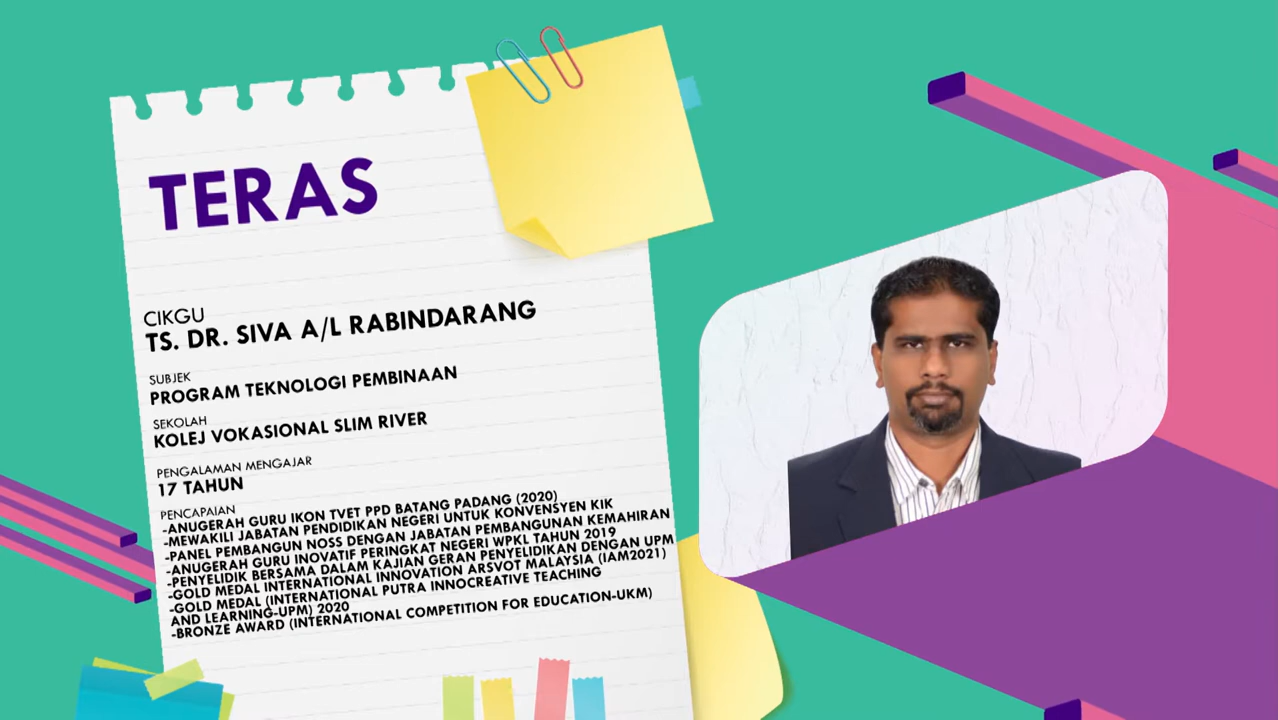 TERAS
CIKGU
TS. DR. SIVA A/L RABINDARANG
SUBJEK
PROGRAM TEKNOLOGI PEMBINAAN
SEKOLAH
KOLEJ VOKASIONAL SLIM RIVER
PENGALAMAN MENGAJAR
17 TAHUN
PENCAPAIAN
-ANUGERAH GURU IKON TVET PPD BATANG PADANG (2020)
-MEWAKILI JABATAN PENDIDIKAN NEGERI UNTUK KONVENSYEN KIK
-PANEL PEMBANGUN NOSS DENGAN JABATAN PEMBANGUNAN KEMAHIRAN
-ANUGERAH GURU INOVATIF PERINGKAT NEGERI WPKL TAHUN 2019
-PENYELIDIK BERSAMA DALAM KAJIAN GERAN PENYELIDIKAN DENGAN UPM
-GOLD MEDAL INTERNATIONAL INNOVATION ARSVOT MALAYSIA (IAM2021)
-GOLD MEDAL (INTERNATIONAL PUTRA INNOCREATIVE TEACHING
AND LEARNING-UPM) 2020
-BRONZE AWARD (INTERNATIONAL COMPETITION FOR EDUCATION-UKM)